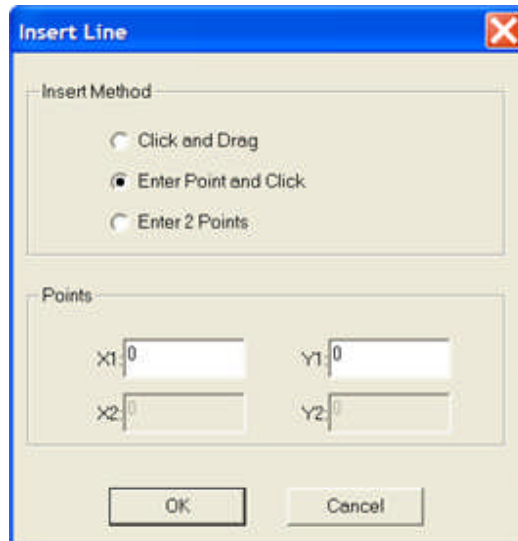 Insert Line
Insert Method
Click and Drag
Enter Point and Click
Enter 2 Points
Points
X1: 0 Y1: 0
X2: 0 Y2: 0
OK Cancel